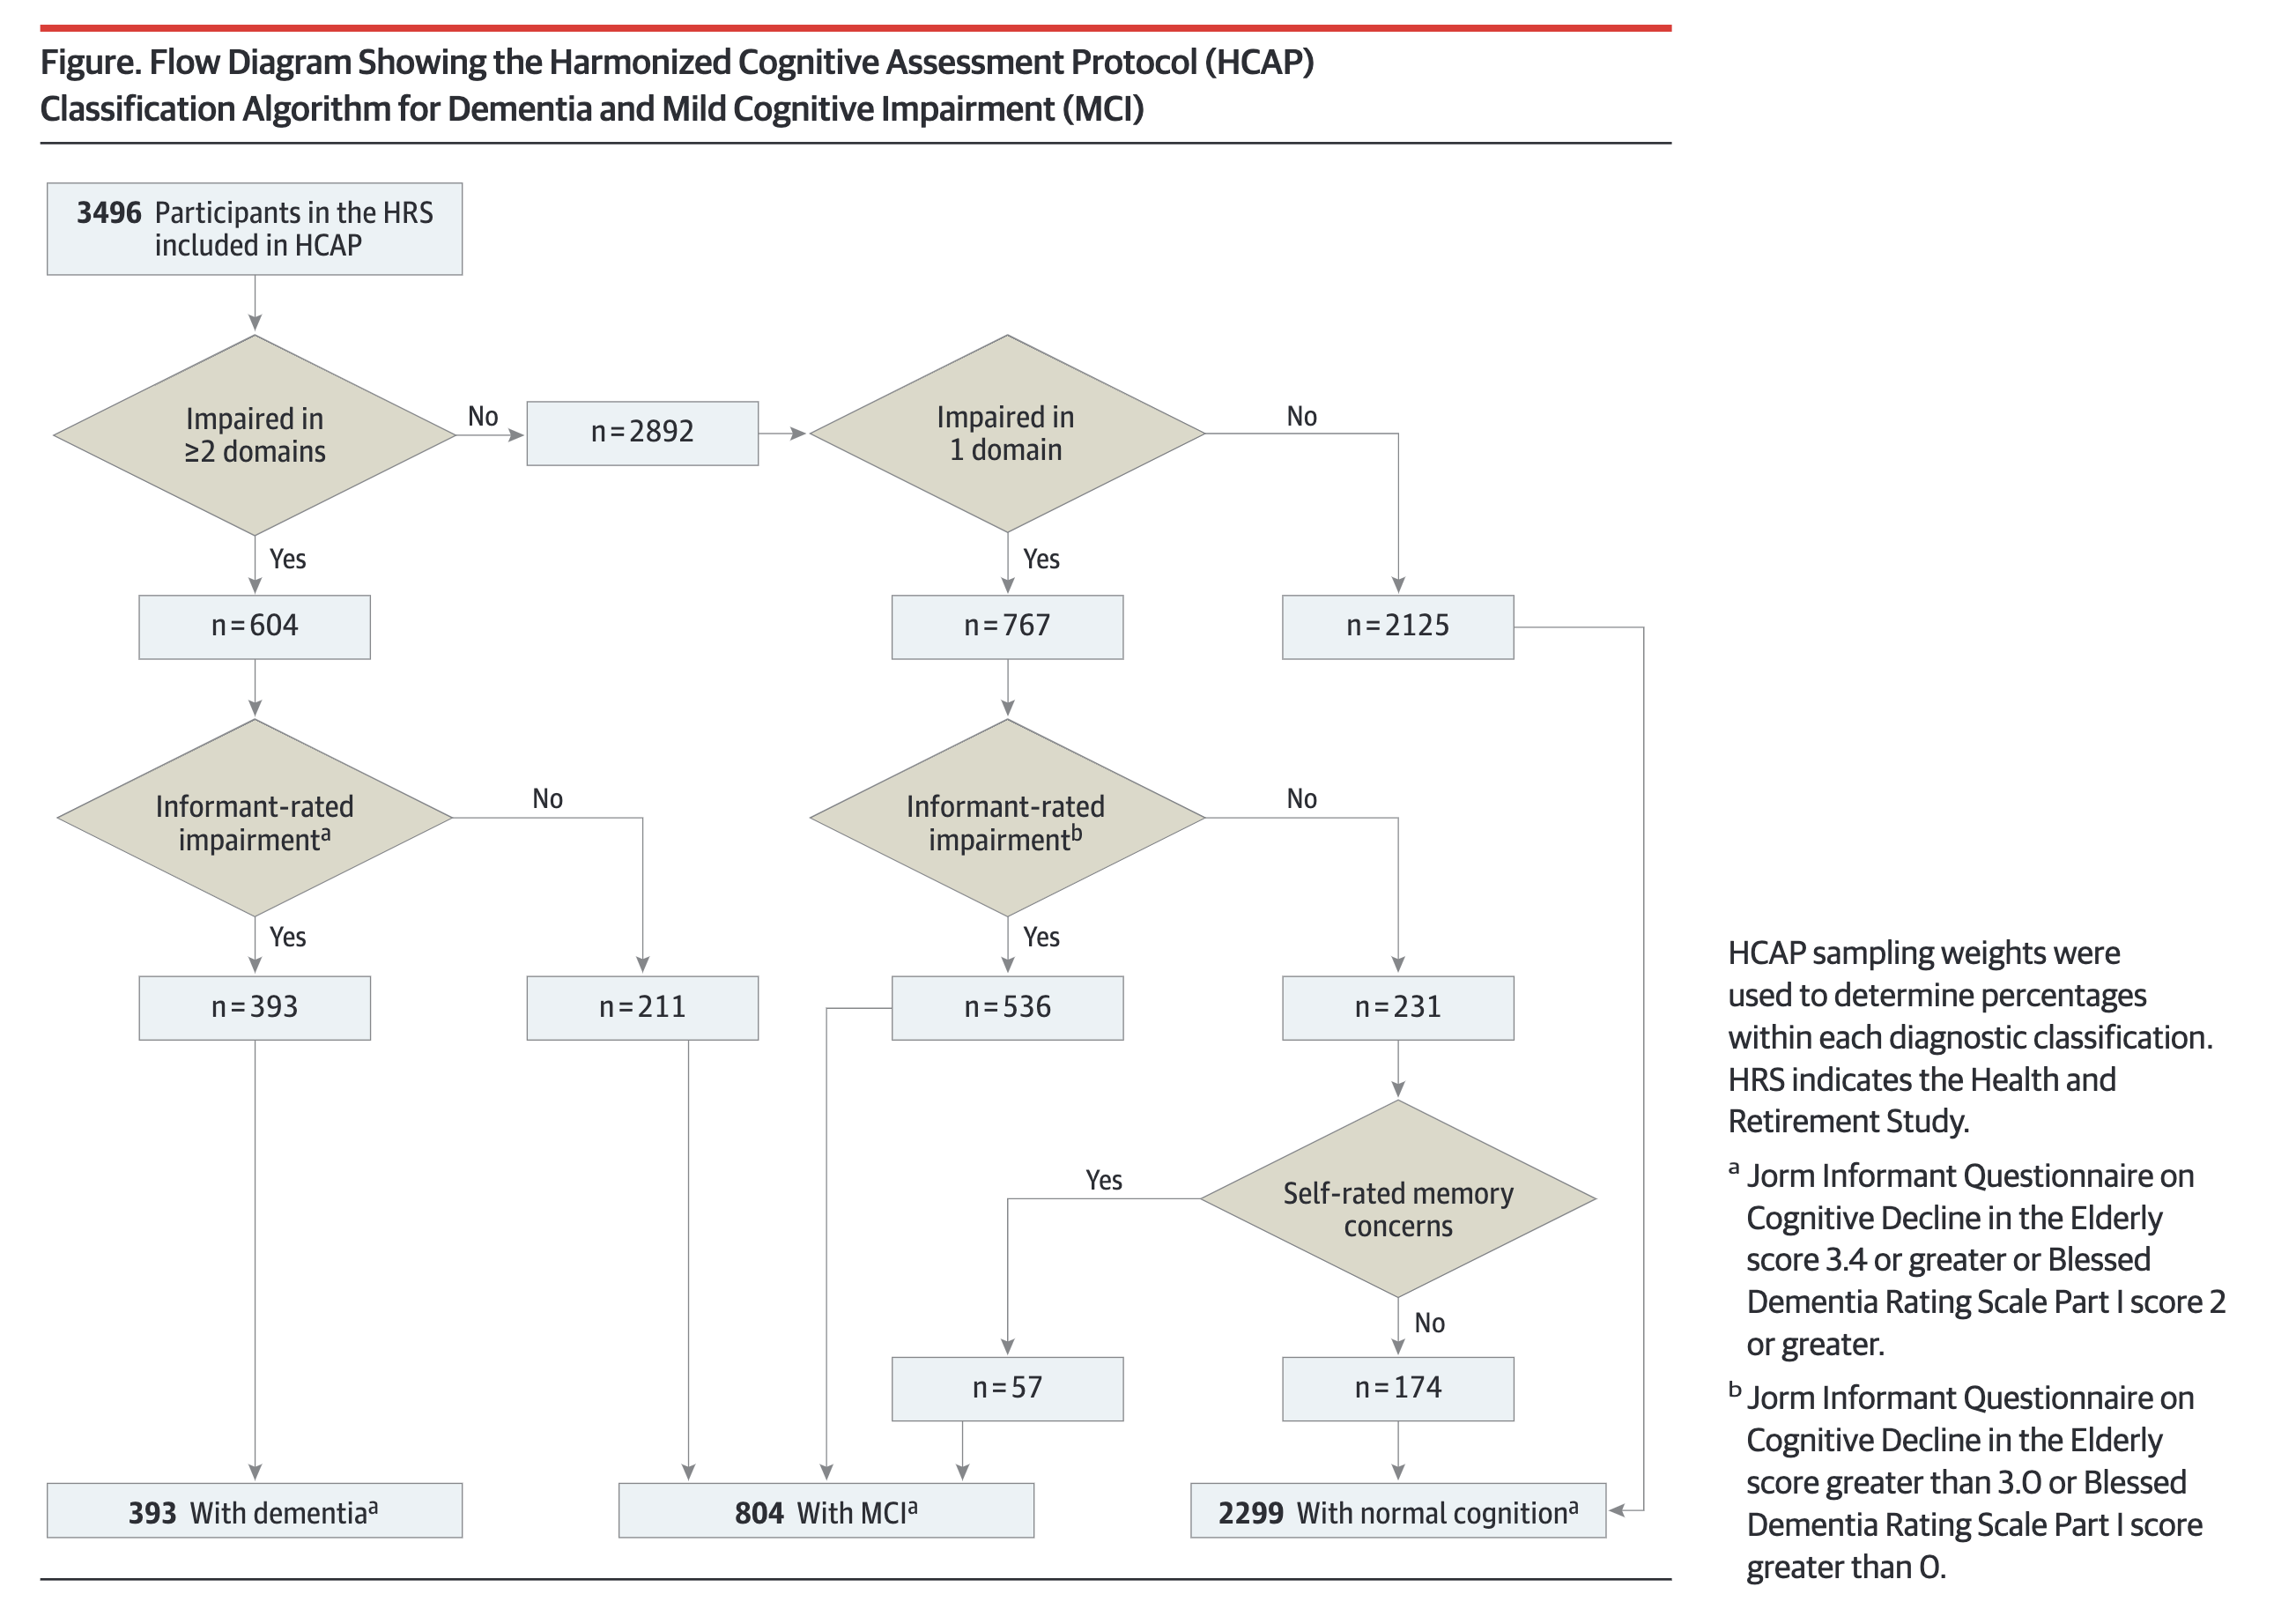 Figure. Flow Diagram Showing the Harmonized Cognitive Assessment Protocol (HCAP)
Classification Algorithm for Dementia and Mild Cognitive Impairment (MCI)
3496 Participants in the HRS
included in HCAP
Impaired in
≥2 domains
No
n=2892
Impaired in
1 domain
No
Yes
n=604
Yes
n=767
n=2125
Informant-rated
impairmentᵃ
No
Informant-rated
impairmentᵇ
No
Yes
n=393
n=211
Yes
n=536
n=231
Self-rated memory
concerns
Yes
No
n=57
n=174
393 With dementiaᵃ
804 With MCIᵃ
2299 With normal cognitionᵃ
HCAP sampling weights were
used to determine percentages
within each diagnostic classification.
HRS indicates the Health and
Retirement Study.
ᵃ Jorm Informant Questionnaire on
Cognitive Decline in the Elderly
score 3.4 or greater or Blessed
Dementia Rating Scale Part I score 2
or greater.
ᵇ Jorm Informant Questionnaire on
Cognitive Decline in the Elderly
score greater than 3.0 or Blessed
Dementia Rating Scale Part I score
greater than 0.